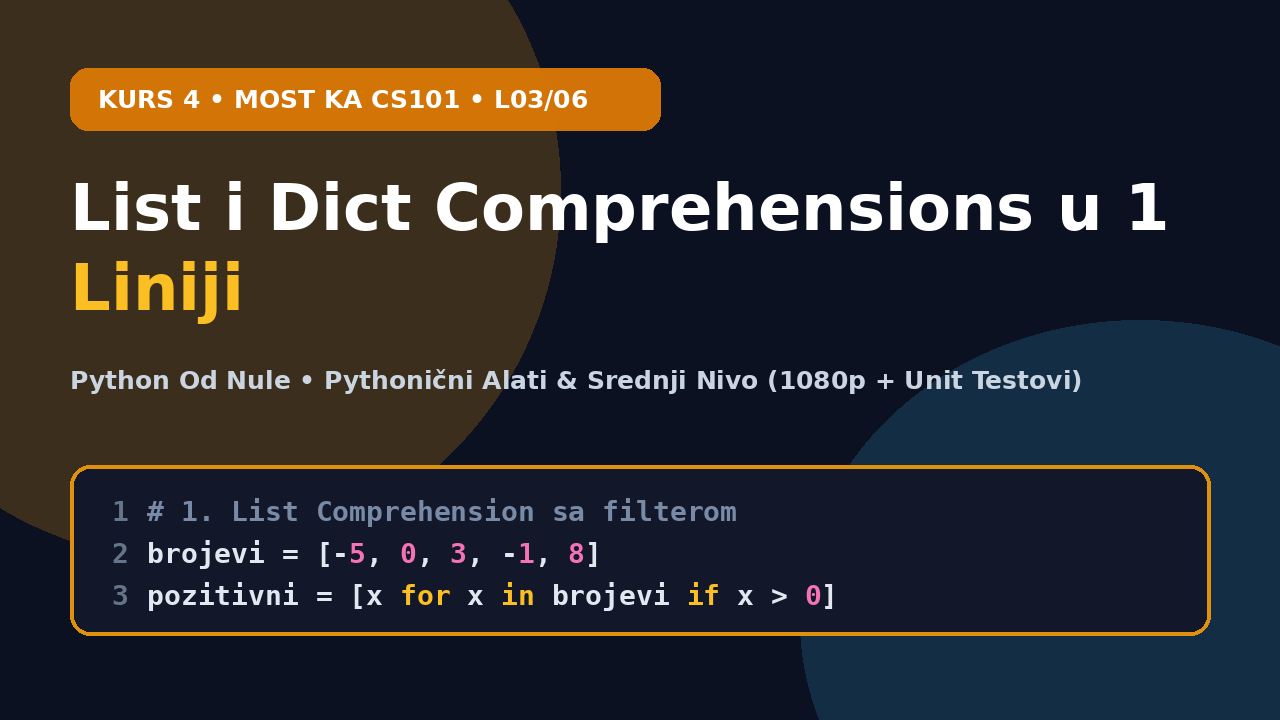 KURS 4 • MOST KA CS101 • L03/06
List i Dict Comprehensions u 1
Liniji
Python Od Nule • Pythonični Alati & Srednji Nivo (1080p + Unit Testovi)
1 # 1. List Comprehension sa filterom
2 brojevi = [-5, 0, 3, -1, 8]
3 pozitivni = [x for x in brojevi if x > 0]